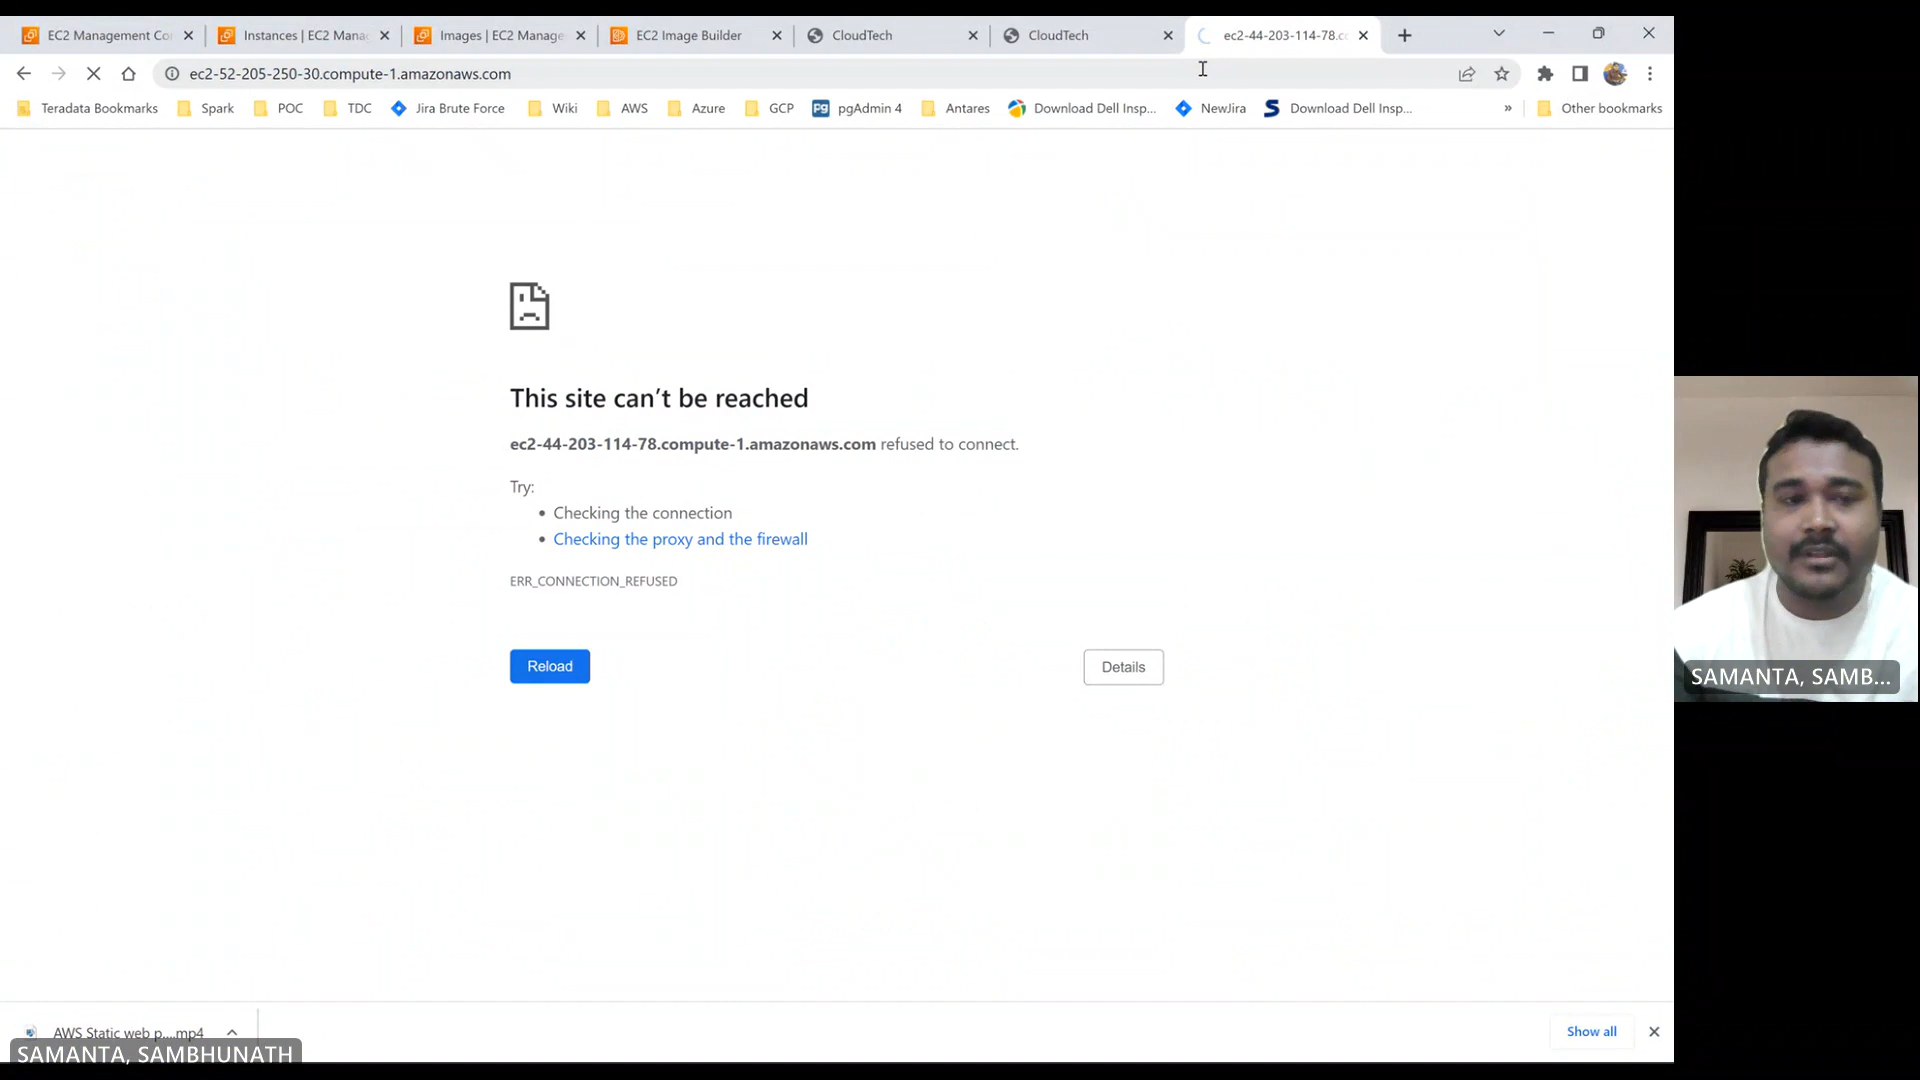 EC2 Management Co
Instances | EC2 Mana
Images | EC2 Manage
EC2 Image Builder
CloudTech
CloudTech
ec2-44-203-114-78.co
ec2-52-205-250-30.compute-1.amazonaws.com
Teradata Bookmarks
Spark
POC
TDC
Jira Brute Force
Wiki
AWS
Azure
GCP
pgAdmin 4
Antares
Download Dell Insp...
NewJira
Download Dell Insp...
»
Other bookmarks
This site can’t be reached
ec2-44-203-114-78.compute-1.amazonaws.com refused to connect.
Try:
• Checking the connection
• Checking the proxy and the firewall
ERR_CONNECTION_REFUSED
Reload
Details
SAMANTA, SAMB...
AWS Static web p....mp4
Show all
SAMANTA, SAMBHUNATH